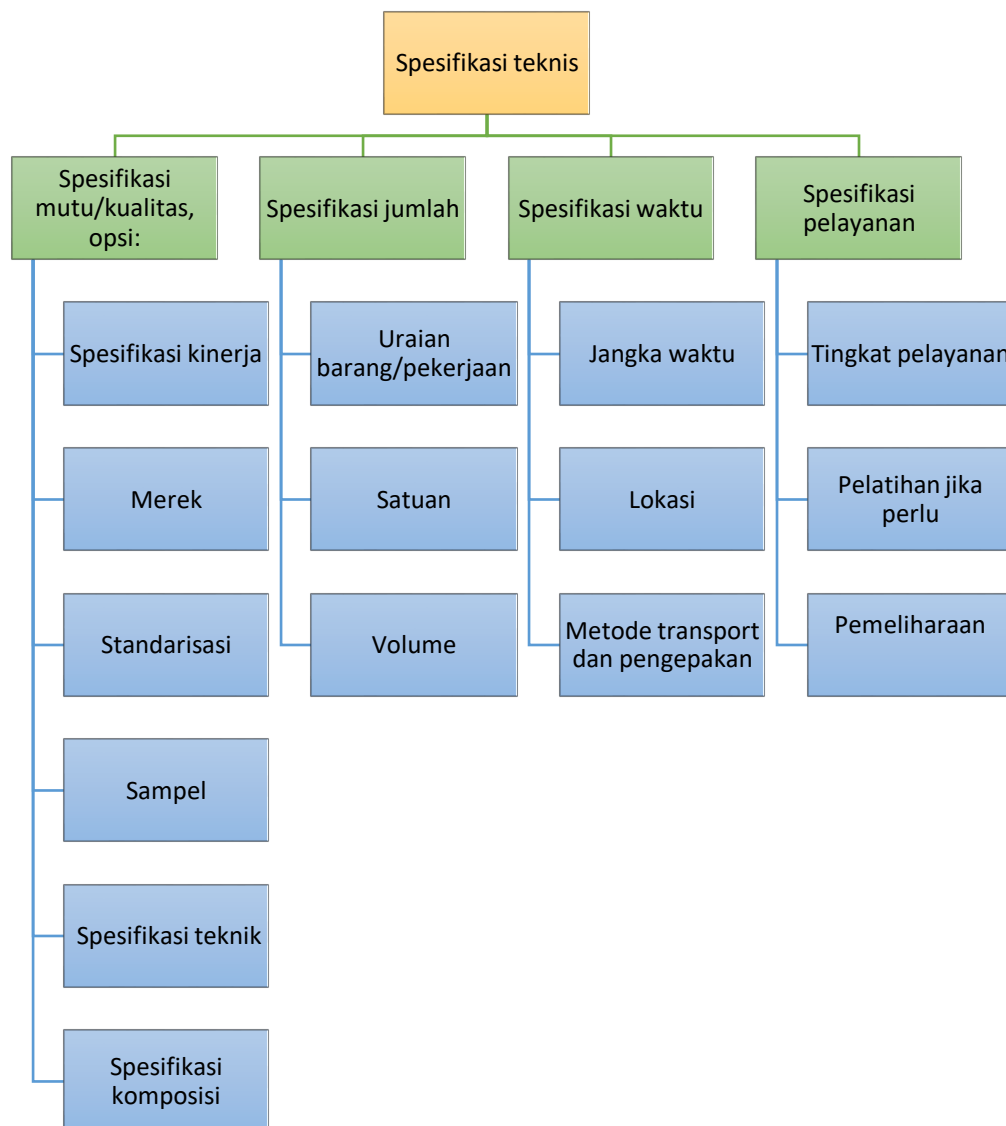 Spesifikasi teknis
Spesifikasi
mutu/kualitas,
opsi:
Spesifikasi kinerja
Merek
Standarisasi
Sampel
Spesifikasi teknik
Spesifikasi
komposisi
Spesifikasi jumlah
Uraian
barang/pekerjaan
Satuan
Volume
Spesifikasi waktu
Jangka waktu
Lokasi
Metode transport
dan pengepakan
Spesifikasi
pelayanan
Tingkat pelayanan
Pelatihan jika
perlu
Pemeliharaan